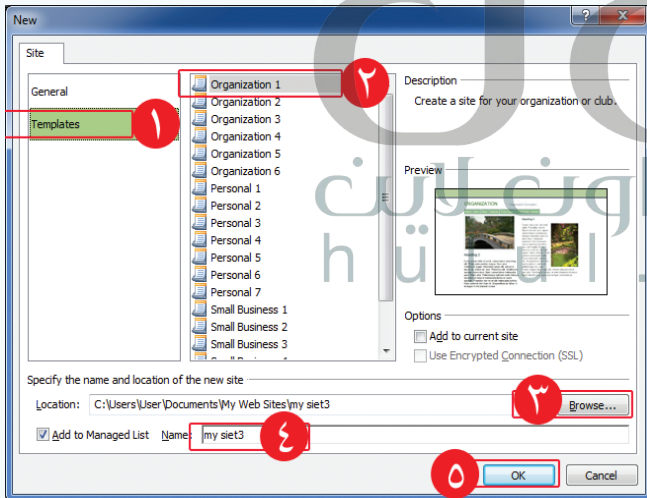 New
Site
General
Templates
١
Organization 1
٢
Organization 2
Organization 3
Organization 4
Organization 5
Organization 6
Personal 1
Personal 2
Personal 3
Personal 4
Personal 5
Personal 6
Personal 7
Small Business 1
Small Business 2
Small Business 3
Description
Create a site for your organization or club.
Preview
ORGANIZATION
Options
Add to current site
Use Encrypted Connection (SSL)
Specify the name and location of the new site
Location: C:\Users\User\Documents\My Web Sites\my siet3
٣
Browse...
Add to Managed List Name: my siet3
٤
٥
OK
Cancel